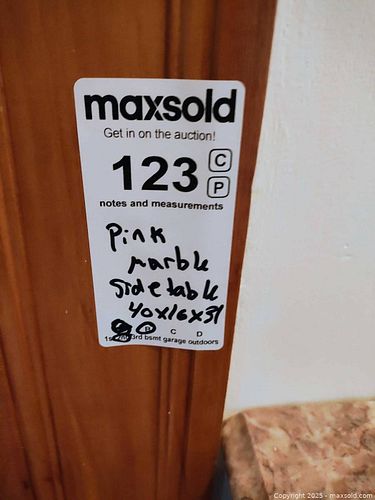 maxsold
Get in on the auction!
123 C
P
notes and measurements
Pink
marble
Side table
40x16x31
C D
3rd bsmt garage outdoors
Copyright 2025 - maxsold.com